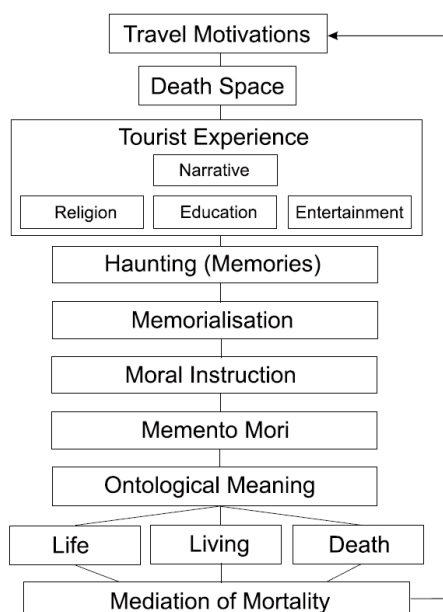 Travel Motivations
Death Space
Tourist Experience
Narrative
Religion
Education
Entertainment
Haunting (Memories)
Memorialisation
Moral Instruction
Memento Mori
Ontological Meaning
Life
Living
Death
Mediation of Mortality